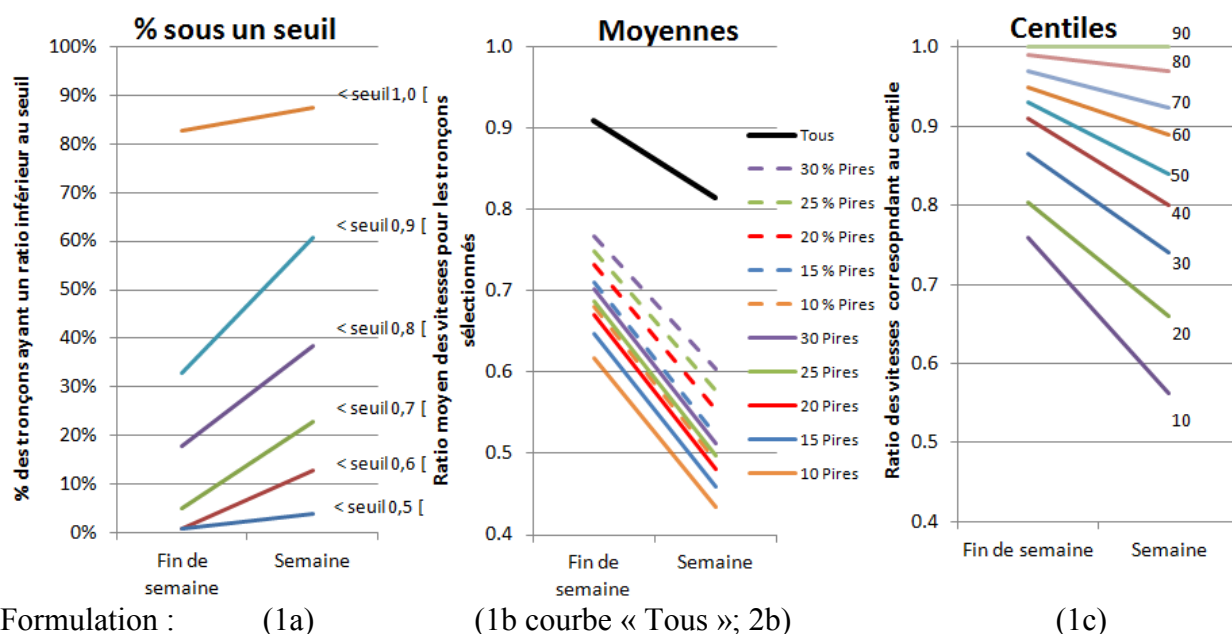 % sous un seuil
% des tronçons ayant un ratio inférieur au seuil
100%
90%
80%
70%
60%
50%
40%
30%
20%
10%
0%
< seuil 1,0 [
< seuil 0,9 [
< seuil 0,8 [
< seuil 0,7 [
< seuil 0,6 [
< seuil 0,5 [
Fin de
semaine
Semaine
Moyennes
Ratio moyen des vitesses pour les tronçons
sélectionnés
1.0
0.9
0.8
0.7
0.6
0.5
0.4
Tous
30 % Pires
25 % Pires
20 % Pires
15 % Pires
10 % Pires
30 Pires
25 Pires
20 Pires
15 Pires
10 Pires
Fin de
semaine
Semaine
Centiles
Ratio des vitesses corresopndant au centile
1.0
0.9
0.8
0.7
0.6
0.5
0.4
90
80
70
60
50
40
30
20
10
Fin de semaine
Semaine
Formulation : (1a) (1b courbe « Tous »; 2b) (1c)